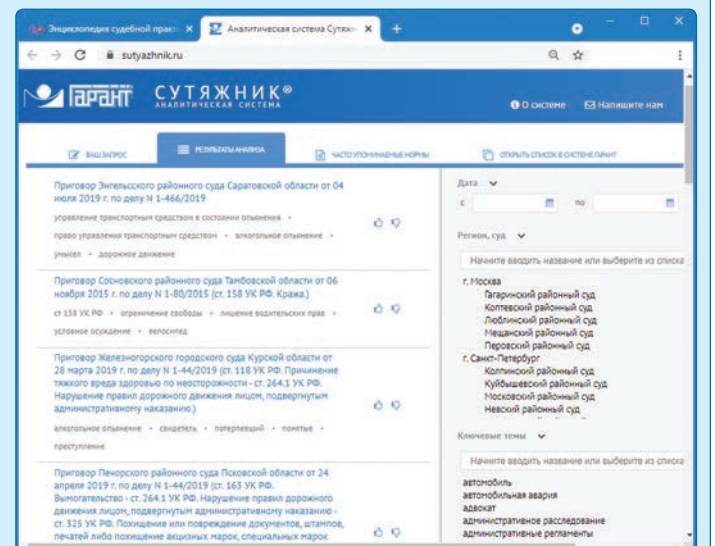 Энциклопедия судебной практ
Аналитическая система Сутяжн
sutyazhnik.ru
ГАРАНТ
СУТЯЖНИК®
АНАЛИТИЧЕСКАЯ СИСТЕМА
О системе
Напишите нам
ВАШ ЗАПРОС
РЕЗУЛЬТАТЫ АНАЛИЗА
ЧАСТО УПОМИНАЕМЫЕ НОРМЫ
ОТКРЫТЬ СПИСОК В СИСТЕМЕ ГАРАНТ
Приговор Энгельсского районного суда Саратовской области от 04
июля 2019 г. по делу N 1-466/2019
управление транспортным средством в состоянии опьянения •
право управления транспортным средством • алкогольное опьянение •
умысел • дорожное движение
Приговор Сосновского районного суда Тамбовской области от 06
ноября 2015 г. по делу N 1-80/2015 (ст. 158 УК РФ. Кража.)
ст 158 УК РФ • ограничение свободы • лишение водительских прав •
условное осуждение • велосипед
Приговор Железногорского городского суда Курской области от
28 марта 2019 г. по делу N 1-44/2019 (ст. 118 УК РФ. Причинение
тяжкого вреда здоровью по неосторожности - ст. 264.1 УК РФ.
Нарушение правил дорожного движения лицом, подвергнутым
административному наказанию.)
алкогольное опьянение • свидетель • потерпевший • понятые •
преступление
Приговор Печорского районного суда Псковской области от 24
апреля 2019 г. по делу N 1-44/2019 (ст. 163 УК РФ.
Вымогательство - ст. 264.1 УК РФ. Нарушение правил дорожного
движения лицом, подвергнутым административному наказанию -
ст. 325 УК РФ. Похищение или повреждение документов, штампов,
печатей либо похищение акцизных марок, специальных марок
Дата
с
по
Регион, суд
Начните вводить название или выберите из списка
г. Москва
Гагаринский районный суд
Коптевский районный суд
Люблинский районный суд
Мещанский районный суд
Перовский районный суд
г. Санкт-Петербург
Колпинский районный суд
Куйбышевский районный суд
Московский районный суд
Невский районный суд
Ключевые темы
Начните вводить название или выберите из списка
автомобиль
автомобильная авария
адвокат
административное расследование
административные регламенты